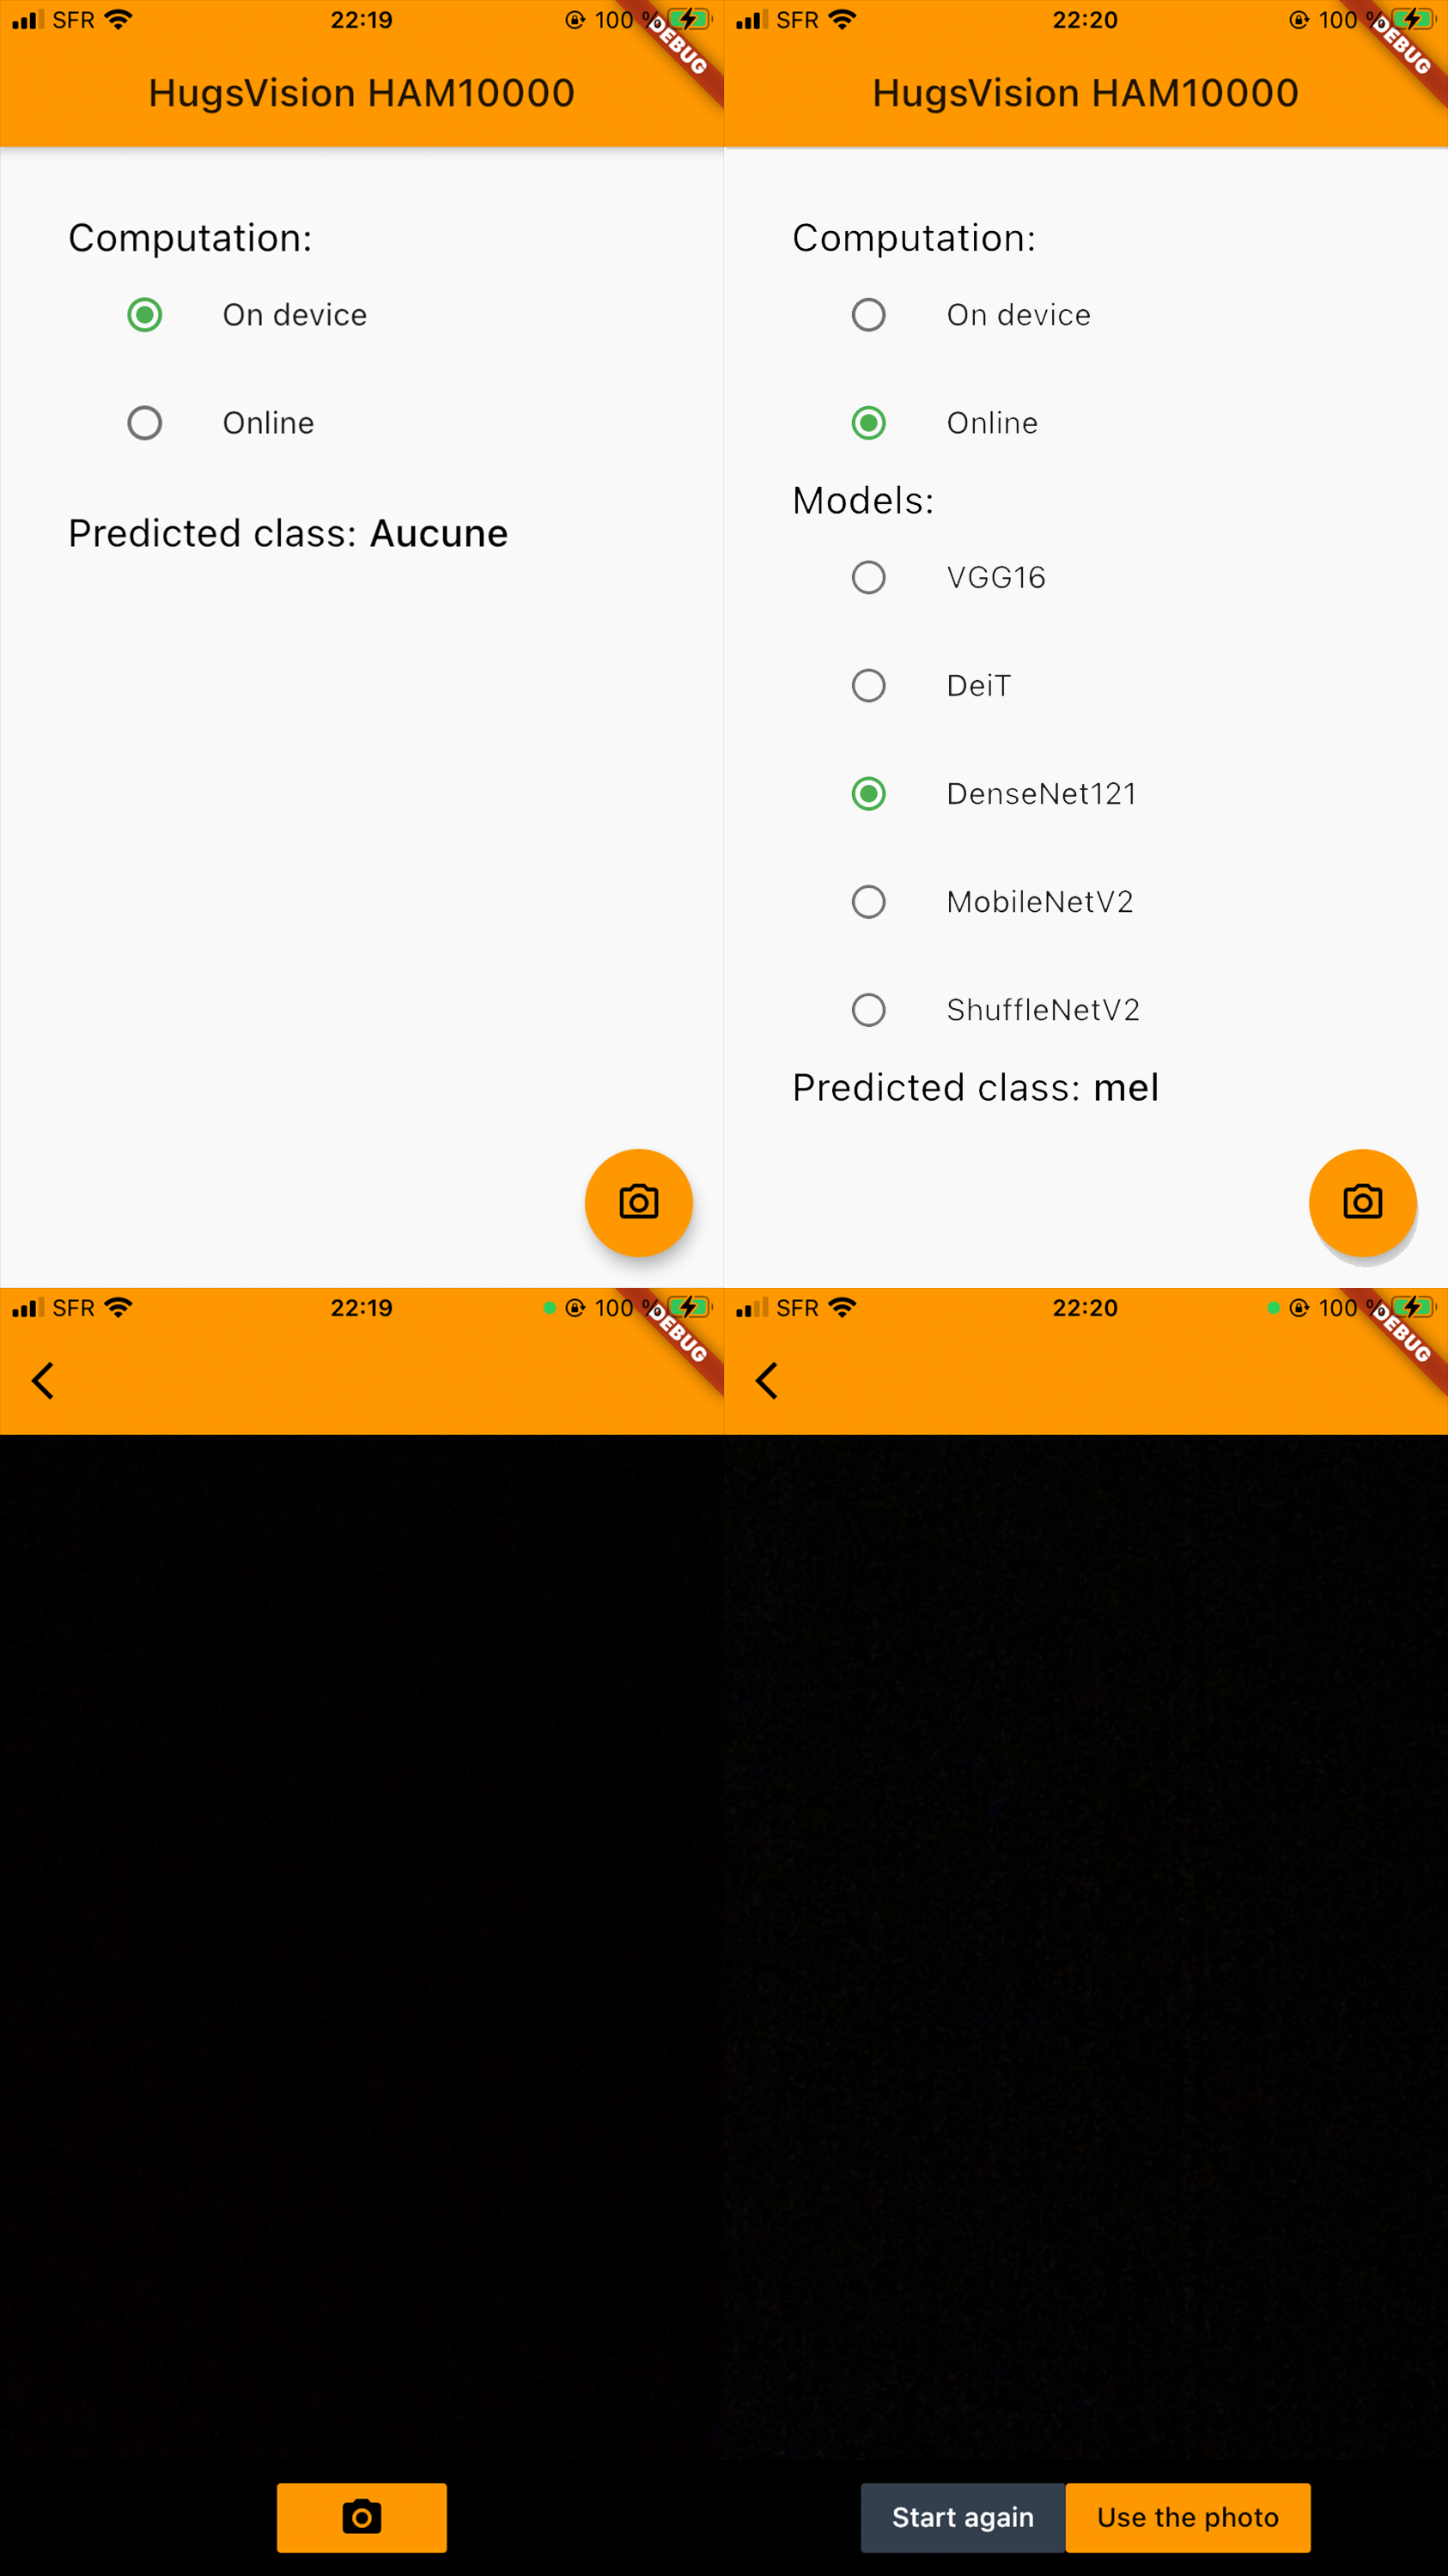 SFR 22:19 100 %
DEBUG
HugsVision HAM10000
Computation:
On device
Online
Predicted class: Aucune
SFR 22:20 100 %
DEBUG
HugsVision HAM10000
Computation:
On device
Online
Models:
VGG16
DeiT
DenseNet121
MobileNetV2
ShuffleNetV2
Predicted class: mel
SFR 22:19 100 %
DEBUG
SFR 22:20 100 %
DEBUG
Start again
Use the photo